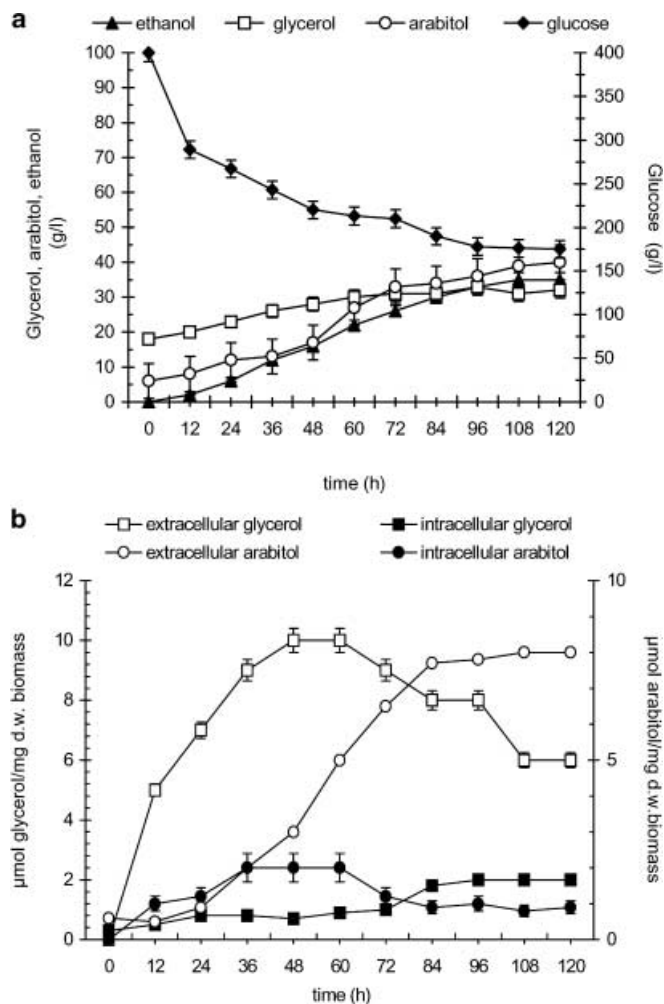 a
ethanol glycerol arabitol glucose
100
90
80
70
60
50
40
30
20
10
0
400
350
300
250
200
150
100
50
0
Glycerol, arabitol, ethanol
(g/l)
Glucose (g/l)
0 12 24 36 48 60 72 84 96 108 120
time (h)
b
extracellular glycerol intracellular glycerol
extracellular arabitol intracellular arabitol
12
10
8
6
4
2
0
10
5
0
µmol glycerol/mg d.w. biomass
µmol arabitol/mg d.w.biomass
0 12 24 36 48 60 72 84 96 108 120
time (h)